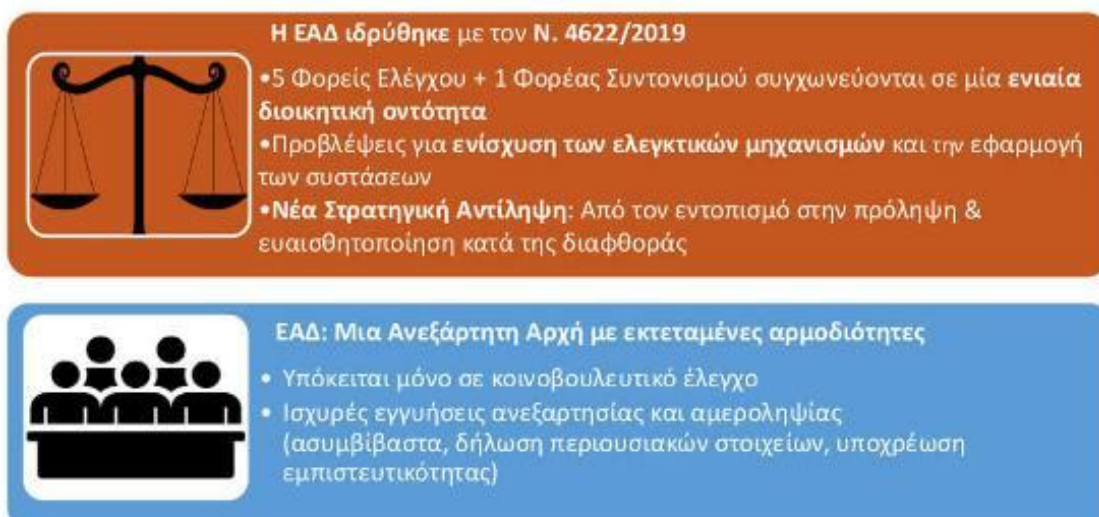 Η ΕΑΔ ιδρύθηκε με τον Ν. 4622/2019
•5 Φορείς Ελέγχου + 1 Φορέας Συντονισμού συγχωνεύονται σε μία ενιαία
διοικητική οντότητα
•Προβλέψεις για ενίσχυση των ελεγκτικών μηχανισμών και την εφαρμογή
των συστάσεων
•Νέα Στρατηγική Αντίληψη: Από τον εντοπισμό στην πρόληψη &
ευαισθητοποίηση κατά της διαφθοράς
ΕΑΔ: Μια Ανεξάρτητη Αρχή με εκτεταμένες αρμοδιότητες
• Υπόκειται μόνο σε κοινοβουλευτικό έλεγχο
• Ισχυρές εγγυήσεις ανεξαρτησίας και αμεροληψίας
(ασυμβίβαστα, δήλωση περιουσιακών στοιχείων, υποχρέωση
εμπιστευτικότητας)